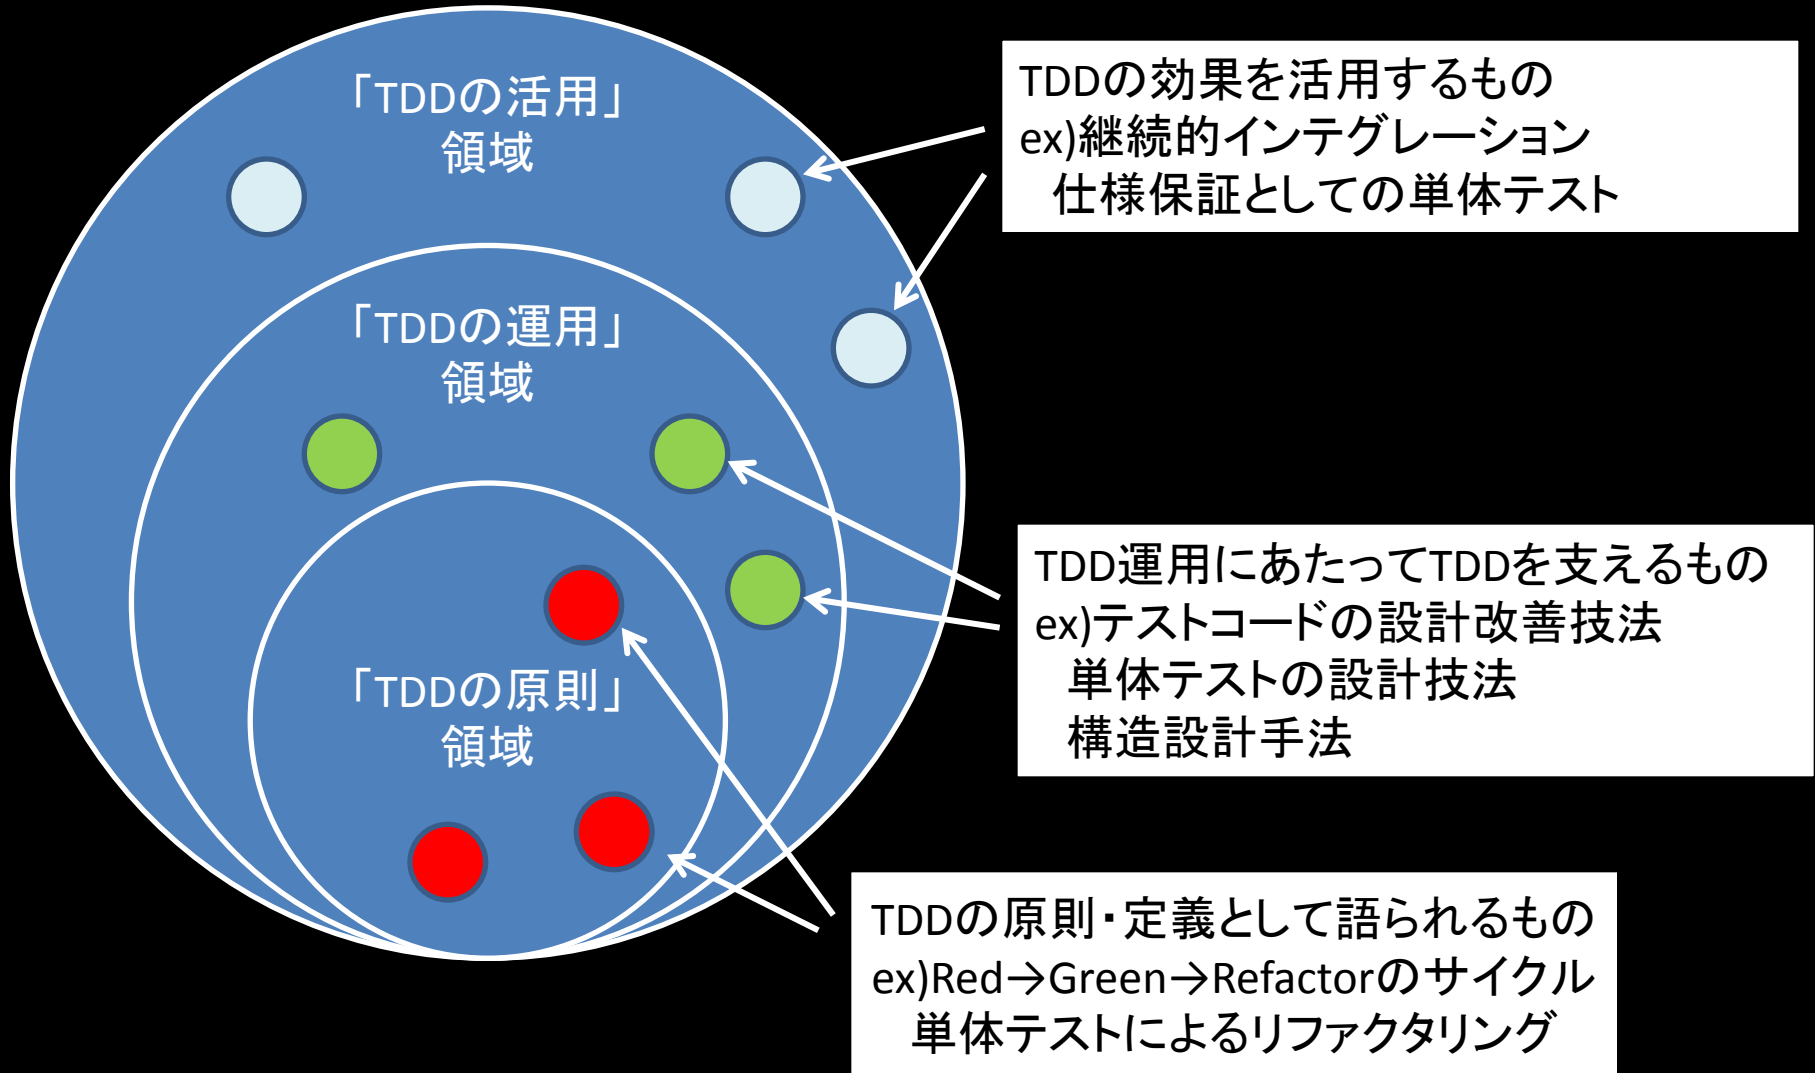 「TDDの活用」
領域
「TDDの運用」
領域
「TDDの原則」
領域
TDDの効果を活用するもの
ex)継続的インテグレーション
仕様保証としての単体テスト
TDD運用にあたってTDDを支えるもの
ex)テストコードの設計改善技法
単体テストの設計技法
構造設計手法
TDDの原則・定義として語られるもの
ex)Red→Green→Refactorのサイクル
単体テストによるリファクタリング